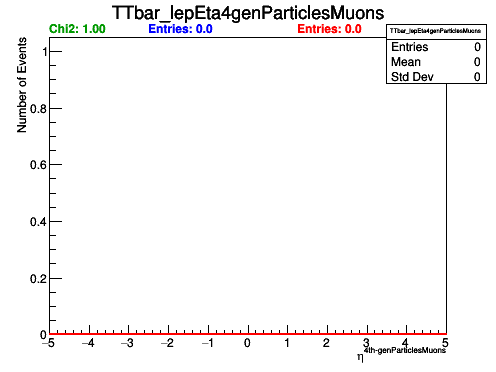 TTbar_lepEta4genParticlesMuons
Chi2: 1.00 Entries: 0.0 Entries: 0.0
TTbar_lepEta4genParticlesMuons
Entries 0
Mean 0
Std Dev 0
Number of Events
1
0.8
0.6
0.4
0.2
0
−5 −4 −3 −2 −1 0 1 2 3 4 5
η^4th-genParticlesMuons